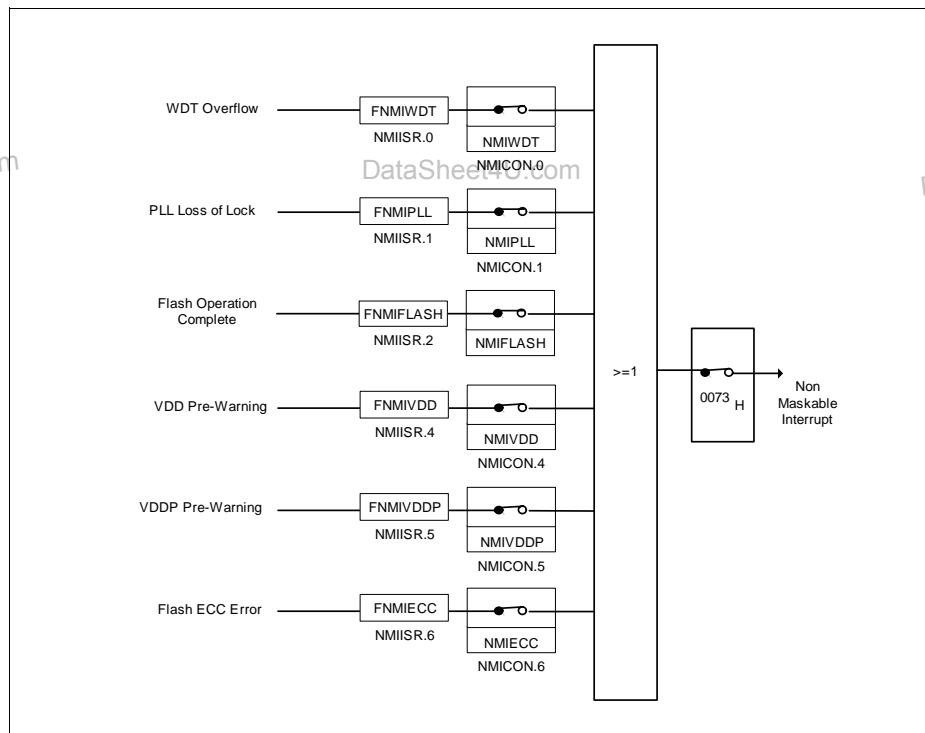 WDT Overflow
FNMIWDT
NMIISR.0
NMIWDT
NMICON.0
DataSheet4U.com
PLL Loss of Lock
FNMIPLL
NMIISR.1
NMIPLL
NMICON.1
Flash Operation
Complete
FNMIFLASH
NMIISR.2
NMIFLASH
>=1
0073 H
Non
Maskable
Interrupt
VDD Pre-Warning
FNMIVDD
NMIISR.4
NMIVDD
NMICON.4
VDDP Pre-Warning
FNMIVDDP
NMIISR.5
NMIVDDP
NMICON.5
Flash ECC Error
FNMIECC
NMIISR.6
NMIECC
NMICON.6